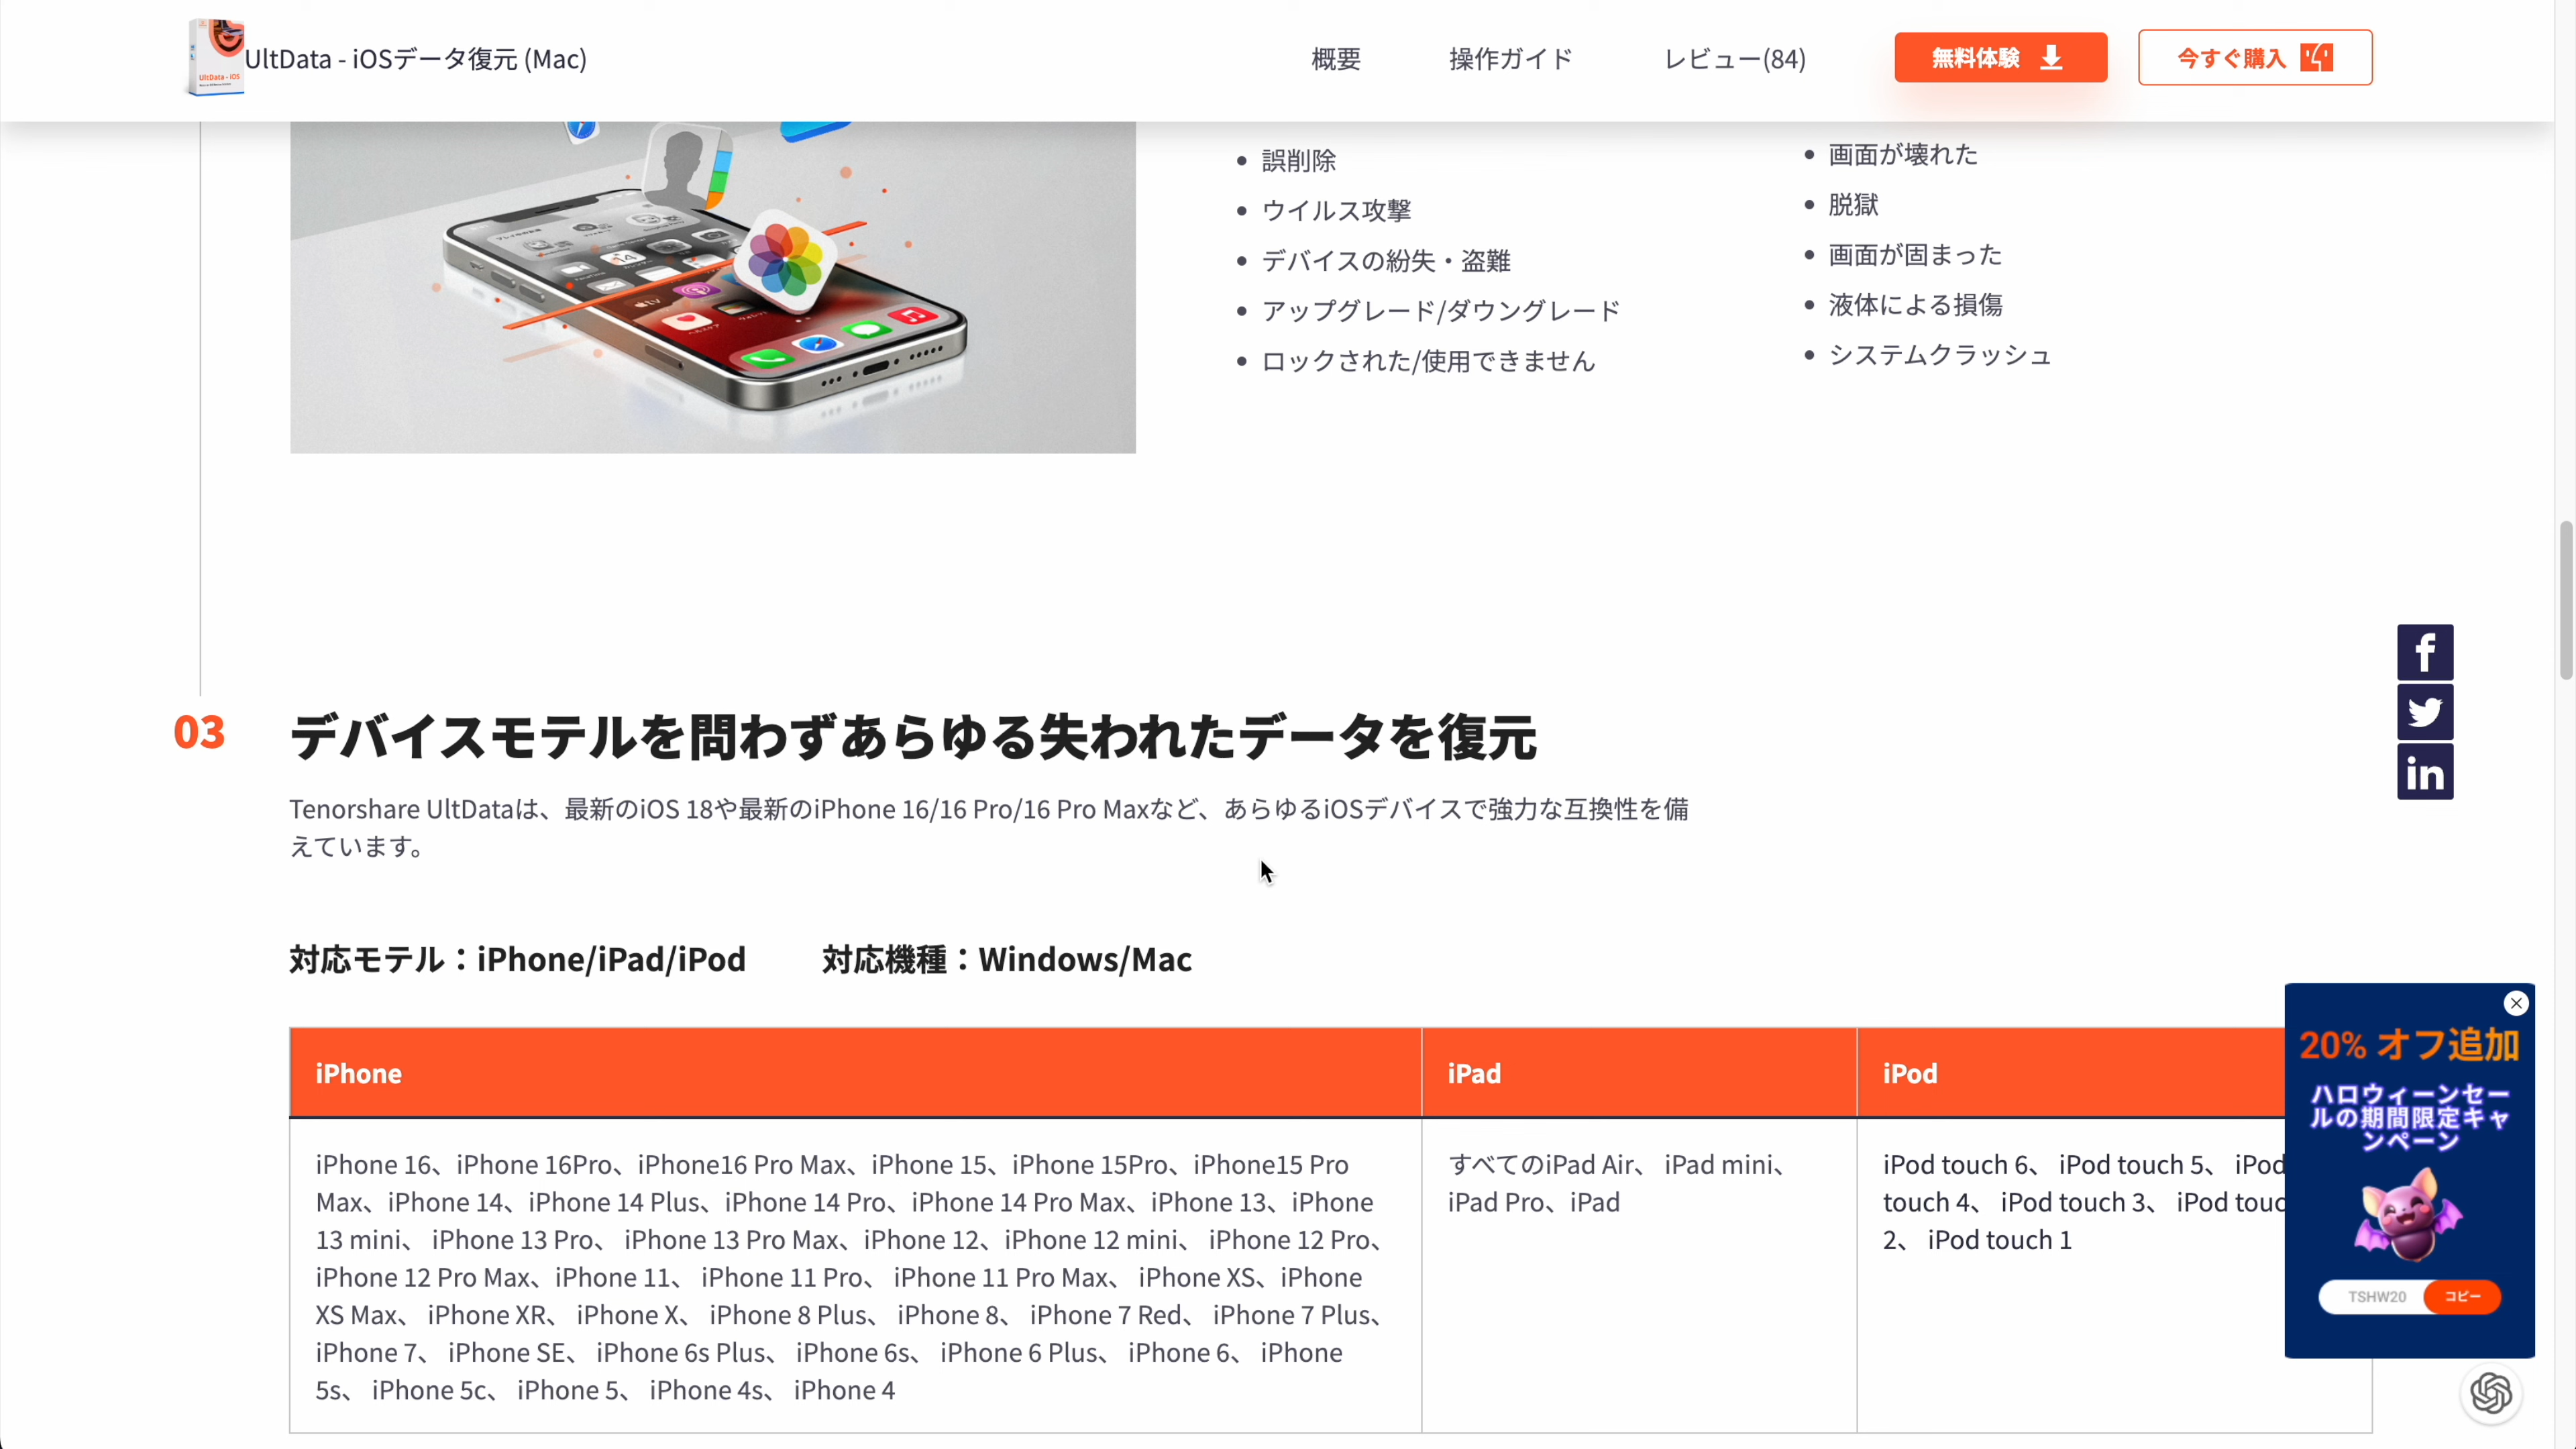 UltData - iOSデータ復元 (Mac)
概要
操作ガイド
レビュー(84)
無料体験
今すぐ購入
UltData - iOS
誤削除
ウイルス攻撃
デバイスの紛失・盗難
アップグレード/ダウングレード
ロックされた/使用できません
画面が壊れた
脱獄
画面が固まった
液体による損傷
システムクラッシュ
03
デバイスモテルを問わずあらゆる失われたデータを復元
Tenorshare UltDataは、最新のiOS 18や最新のiPhone 16/16 Pro/16 Pro Maxなど、あらゆるiOSデバイスで強力な互換性を備
えています。
対応モテル：iPhone/iPad/iPod
対応機種：Windows/Mac
iPhone
iPad
iPod
iPhone 16、iPhone 16Pro、iPhone16 Pro Max、iPhone 15、iPhone 15Pro、iPhone15 Pro
Max、iPhone 14、iPhone 14 Plus、iPhone 14 Pro、iPhone 14 Pro Max、iPhone 13、iPhone
13 mini、 iPhone 13 Pro、 iPhone 13 Pro Max、iPhone 12、iPhone 12 mini、 iPhone 12 Pro、
iPhone 12 Pro Max、iPhone 11、 iPhone 11 Pro、 iPhone 11 Pro Max、 iPhone XS、iPhone
XS Max、 iPhone XR、 iPhone X、 iPhone 8 Plus、 iPhone 8、 iPhone 7 Red、 iPhone 7 Plus、
iPhone 7、 iPhone SE、 iPhone 6s Plus、 iPhone 6s、 iPhone 6 Plus、 iPhone 6、 iPhone
5s、 iPhone 5c、 iPhone 5、 iPhone 4s、 iPhone 4
すべてのiPad Air、 iPad mini、
iPad Pro、iPad
iPod touch 6、 iPod touch 5、 iPod
touch 4、 iPod touch 3、 iPod touc
2、 iPod touch 1
20% オフ追加
ハロウィーンセー
ルの期間限定キャ
ンペーン
TSHW20
コピー
f
in